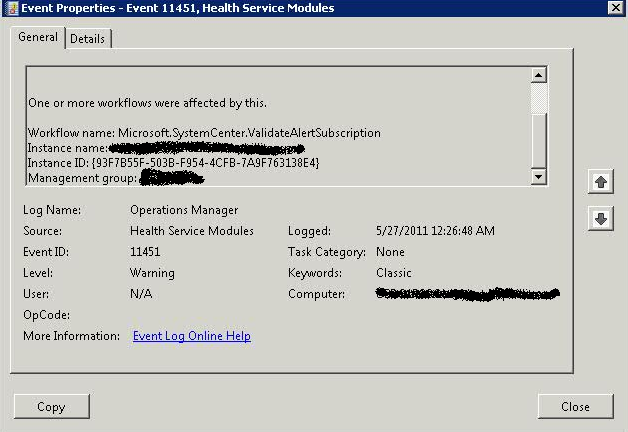 Event Properties - Event 11451, Health Service Modules
General
Details
One or more workflows were affected by this.
Workflow name: Microsoft.SystemCenter.ValidateAlertSubscription
Instance name:
Instance ID: {93F7B55F-503B-F954-4CFB-7A9F763138E4}
Management group:
Log Name: Operations Manager
Source: Health Service Modules Logged: 5/27/2011 12:26:48 AM
Event ID: 11451 Task Category: None
Level: Warning Keywords: Classic
User: N/A Computer:
OpCode:
More Information: Event Log Online Help
Copy Close